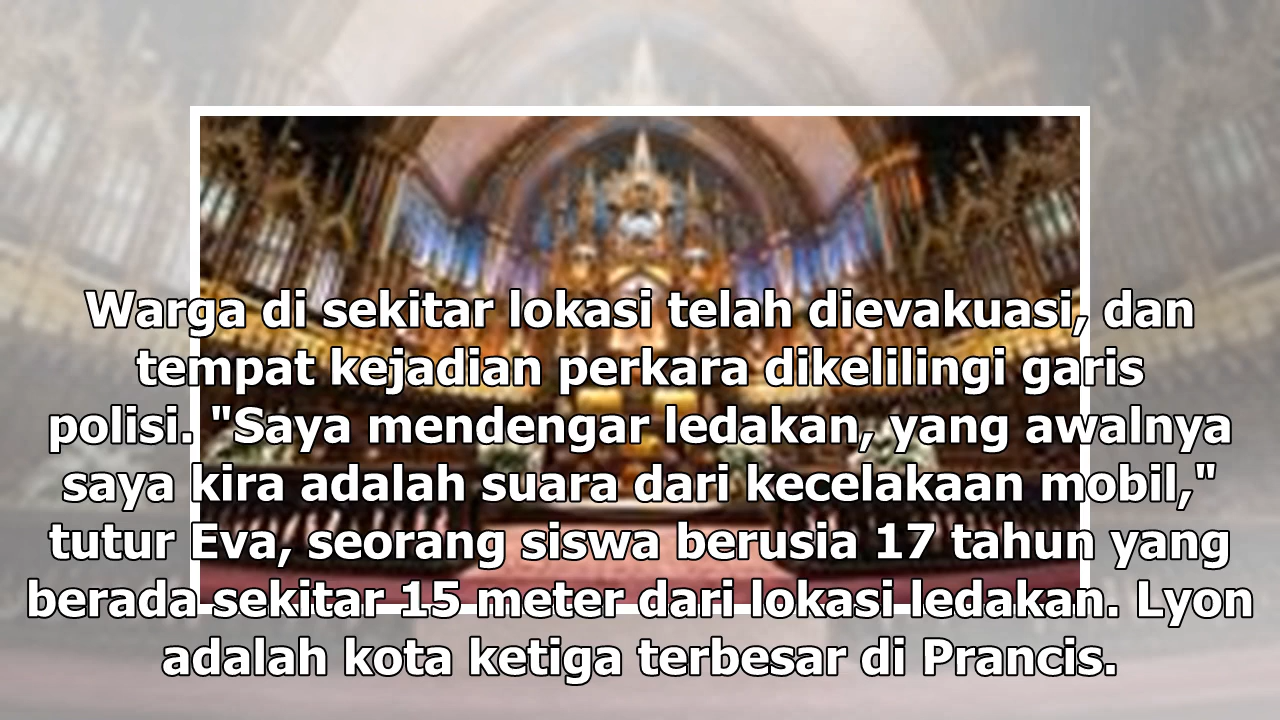 Warga di sekitar lokasi telah dievakuasi, dan
tempat kejadian perkara dikelilingi garis
polisi. "Saya mendengar ledakan, yang awalnya
saya kira adalah suara dari kecelakaan mobil,"
tutur Eva, seorang siswa berusia 17 tahun yang
berada sekitar 15 meter dari lokasi ledakan. Lyon
adalah kota ketiga terbesar di Prancis.